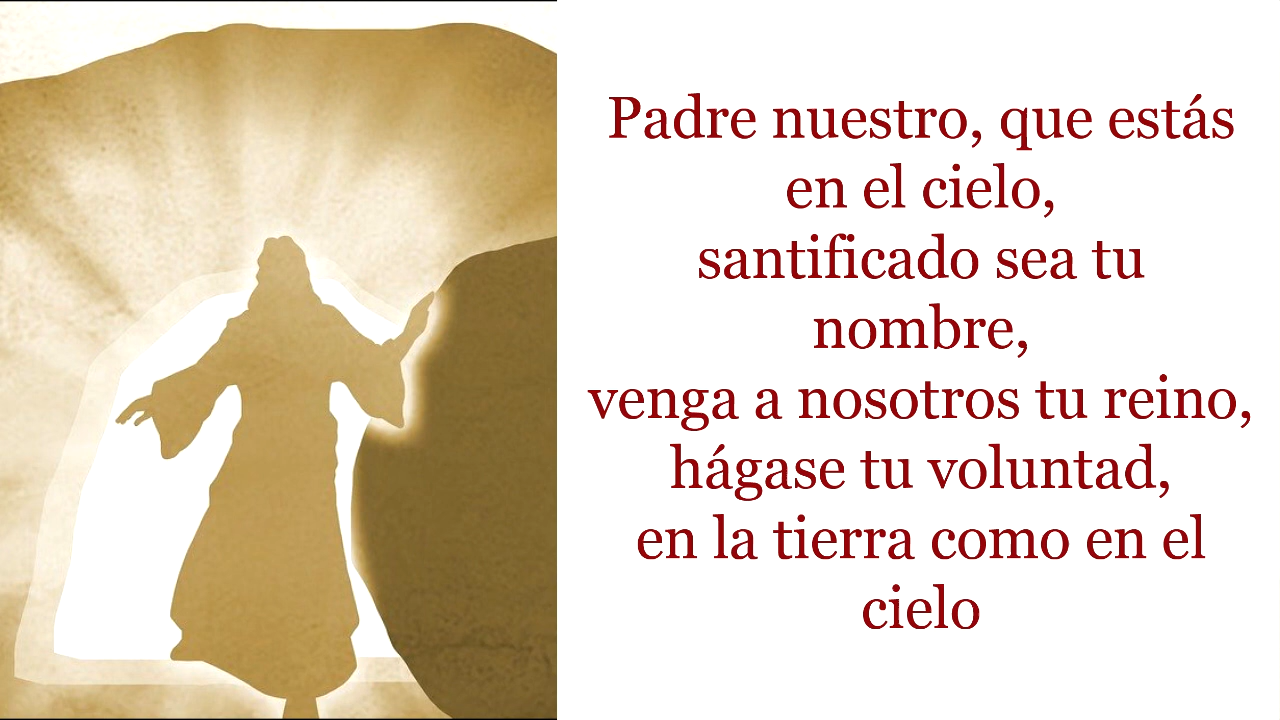 Padre nuestro, que estás
en el cielo,
santificado sea tu
nombre,
venga a nosotros tu reino,
hágase tu voluntad,
en la tierra como en el
cielo